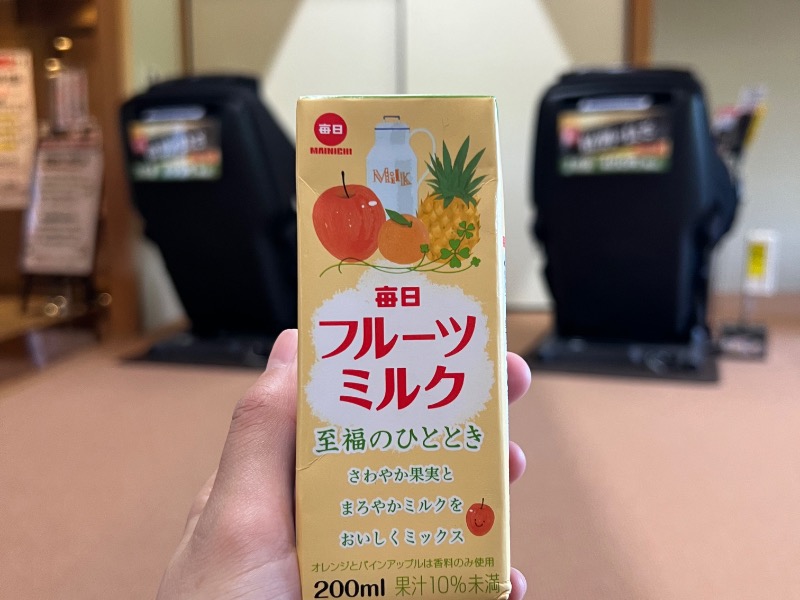 毎日
MAINICHI
MilK
毎日
フルーツ
ミルク
至福のひととき
さわやか果実と
まろやかミルクを
おいしくミックス
オレンジとパインアップルは香料のみ使用
200ml 果汁10%未満